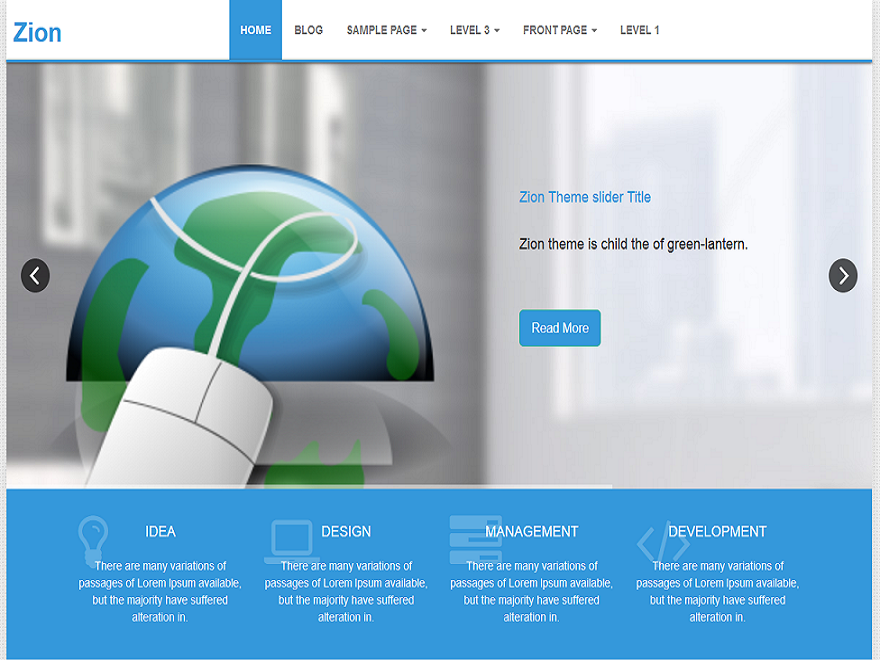 Zion
HOME BLOG SAMPLE PAGE LEVEL 3 FRONT PAGE LEVEL 1
Zion Theme slider Title
Zion theme is child the of green-lantern.
Read More
IDEA
There are many variations of
passages of Lorem Ipsum available,
but the majority have suffered
alteration in.
DESIGN
There are many variations of
passages of Lorem Ipsum available,
but the majority have suffered
alteration in.
MANAGEMENT
There are many variations of
passages of Lorem Ipsum available,
but the majority have suffered
alteration in.
DEVELOPMENT
There are many variations of
passages of Lorem Ipsum available,
but the majority have suffered
alteration in.